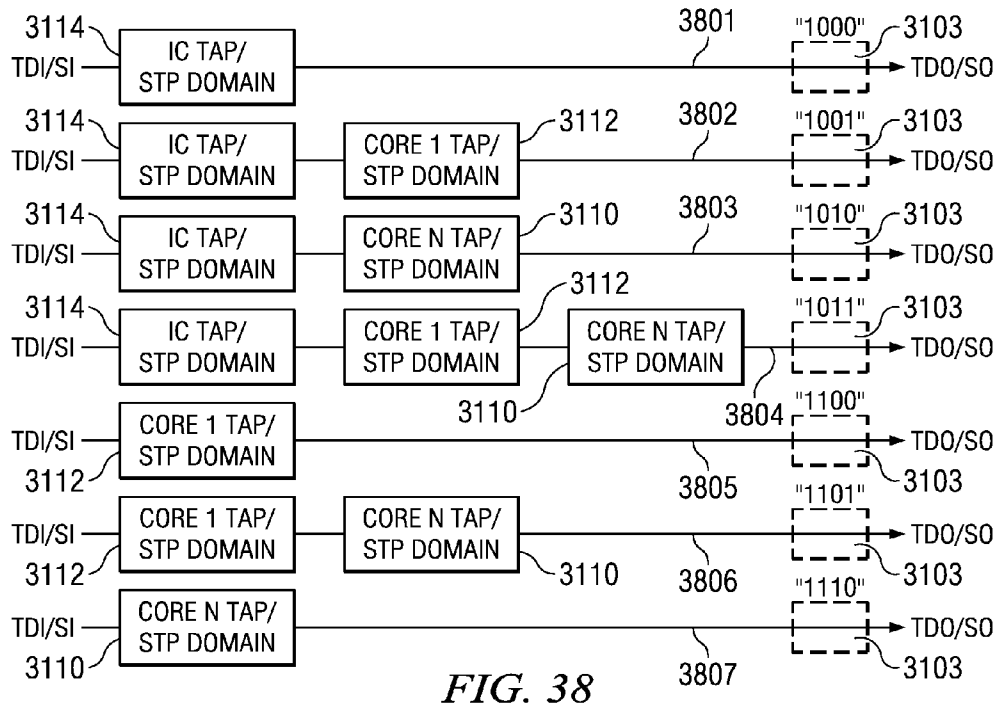 3114 IC TAP/ 3801 "1000" 3103
TDI/SI STP DOMAIN TDO/SO
3114 IC TAP/ CORE 1 TAP/ 3112 3802 "1001" 3103
TDI/SI STP DOMAIN STP DOMAIN TDO/SO
3114 IC TAP/ CORE N TAP/ 3110 3803 "1010" 3103
TDI/SI STP DOMAIN STP DOMAIN TDO/SO
3114 IC TAP/ CORE 1 TAP/ 3112 CORE N TAP/ "1011" 3103
TDI/SI STP DOMAIN STP DOMAIN STP DOMAIN TDO/SO
3110 3804
CORE 1 TAP/ "1100"
TDI/SI STP DOMAIN TDO/SO
3112 3805 3103
CORE 1 TAP/ CORE N TAP/ "1101"
TDI/SI STP DOMAIN STP DOMAIN TDO/SO
3112 3110 3806 3103
CORE N TAP/ "1110"
TDI/SI STP DOMAIN TDO/SO
3110 3807 3103
FIG. 38